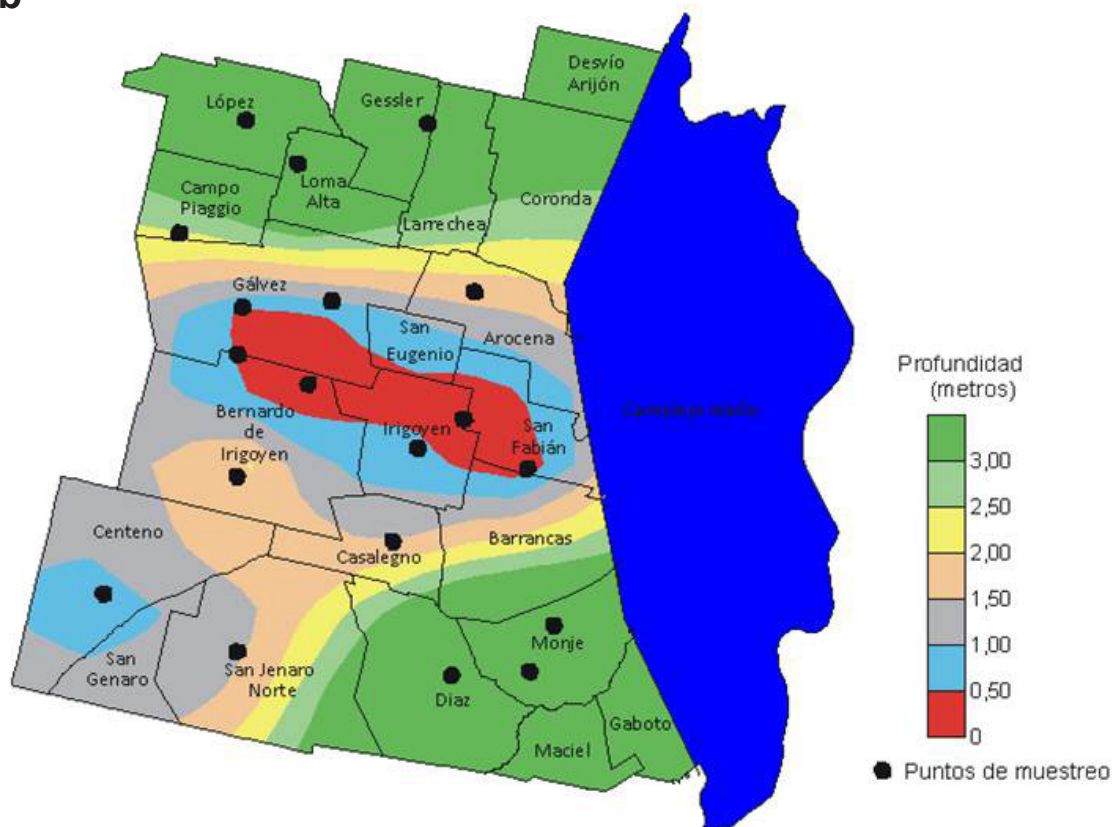 b
Desvío
Arijón
López
Gessler
Campo
Piaggio
Loma
Alta
Larrechea
Coronda
Gálvez
San
Eugenio
Arocena
Bernardo
de
Irigoyen
Irigoyen
San
Fabián
Centeno
Casalegno
Barrancas
San
Genaro
San Jenaro
Norte
Monje
Diaz
Maciel
Gaboto
Profundidad
(metros)
3,00
2,50
2,00
1,50
1,00
0,50
0
Puntos de muestreo